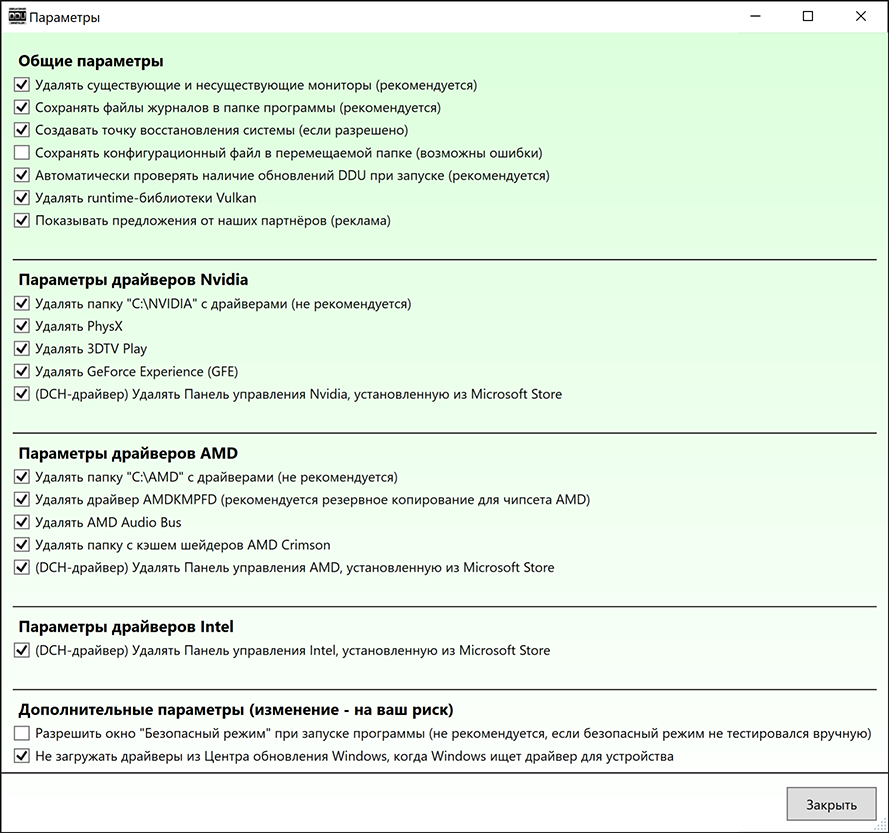 Параметры
Общие параметры
Удалять существующие и несуществующие мониторы (рекомендуется)
Сохранять файлы журналов в папке программы (рекомендуется)
Создавать точку восстановления системы (если разрешено)
Сохранять конфигурационный файл в перемещаемой папке (возможны ошибки)
Автоматически проверять наличие обновлений DDU при запуске (рекомендуется)
Удалять runtime-библиотеки Vulkan
Показывать предложения от наших партнёров (реклама)
Параметры драйверов Nvidia
Удалять папку "C:\NVIDIA" с драйверами (не рекомендуется)
Удалять PhysX
Удалять 3DTV Play
Удалять GeForce Experience (GFE)
(DCH-драйвер) Удалять Панель управления Nvidia, установленную из Microsoft Store
Параметры драйверов AMD
Удалять папку "C:\AMD" с драйверами (не рекомендуется)
Удалять драйвер AMDKMPFD (рекомендуется резервное копирование для чипсета AMD)
Удалять AMD Audio Bus
Удалять папку с кэшем шейдеров AMD Crimson
(DCH-драйвер) Удалять Панель управления AMD, установленную из Microsoft Store
Параметры драйверов Intel
(DCH-драйвер) Удалять Панель управления Intel, установленную из Microsoft Store
Дополнительные параметры (изменение - на ваш риск)
Разрешить окно "Безопасный режим" при запуске программы (не рекомендуется, если безопасный режим не тестировался вручную)
Не загружать драйверы из Центра обновления Windows, когда Windows ищет драйвер для устройства
Закрыть